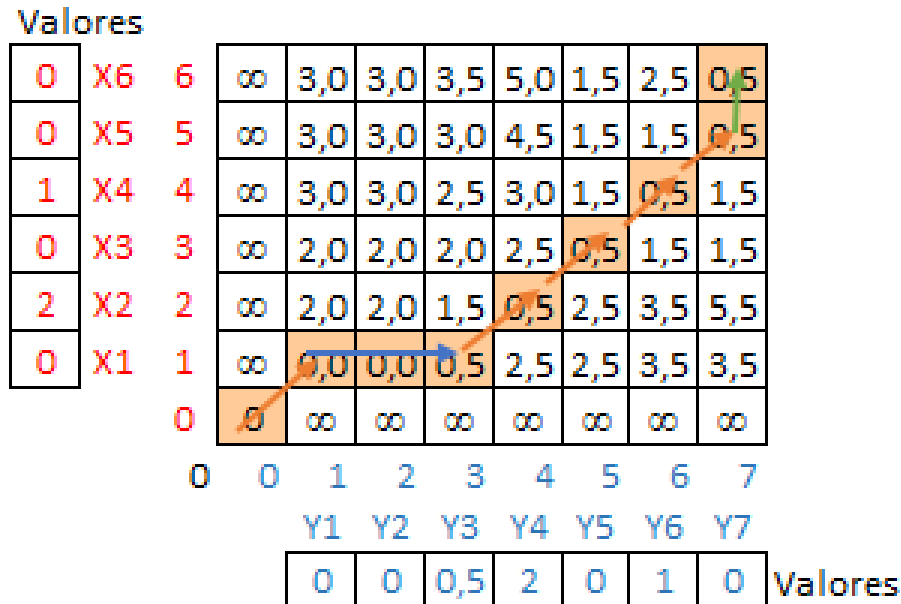 Valores
0 X6 6 ∞ 3,0 3,0 3,5 5,0 1,5 2,5 0,5
0 X5 5 ∞ 3,0 3,0 3,0 4,5 1,5 1,5 0,5
1 X4 4 ∞ 3,0 3,0 2,5 3,0 1,5 0,5 1,5
0 X3 3 ∞ 2,0 2,0 2,0 2,5 0,5 1,5 1,5
2 X2 2 ∞ 2,0 2,0 1,5 0,5 2,5 3,5 5,5
0 X1 1 ∞ 0,0 0,0 0,5 2,5 2,5 3,5 3,5
0 0 ∞ ∞ ∞ ∞ ∞ ∞ ∞
0 0 1 2 3 4 5 6 7
Y1 Y2 Y3 Y4 Y5 Y6 Y7
0 0 0,5 2 0 1 0 Valores